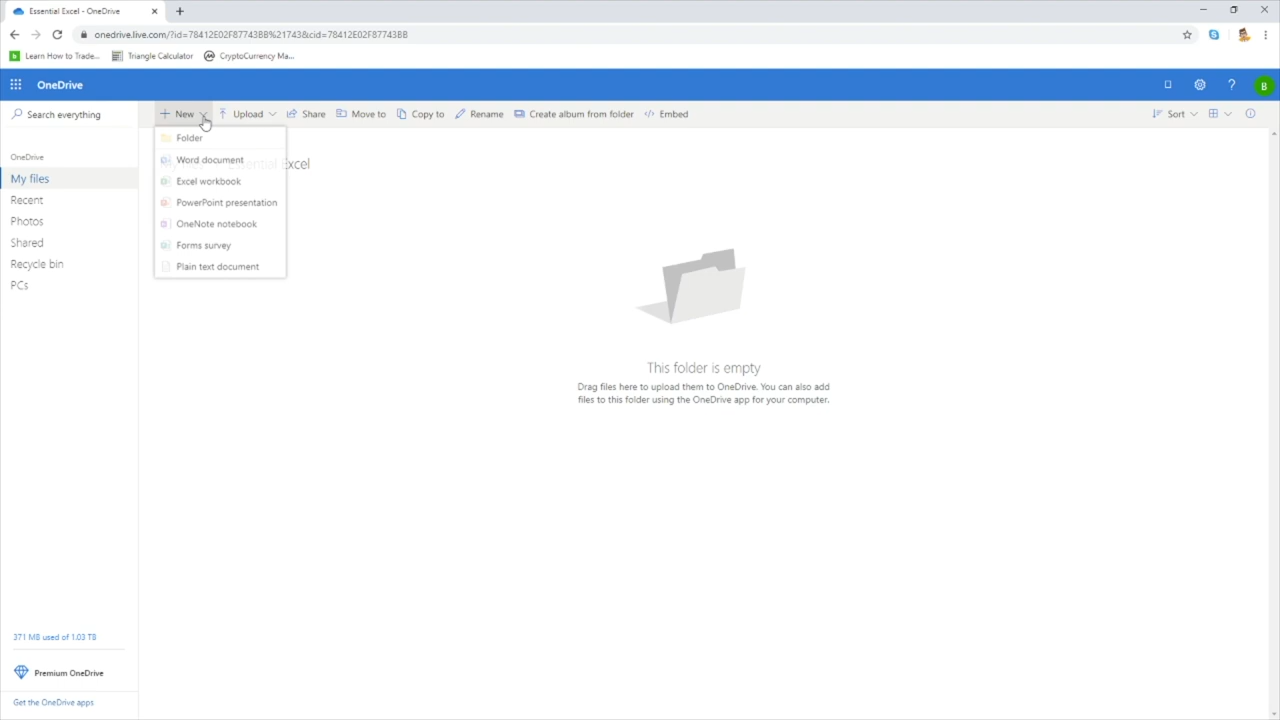 Essential Excel - OneDrive
onedrive.live.com/?id=78412E02F87743BB%21743&cid=78412E02F87743BB
Learn How to Trade... Triangle Calculator CryptoCurrency Ma...
OneDrive ? B
Search everything New Upload Share Move to Copy to Rename Create album from folder Embed Sort
Folder
OneDrive
Word document Essential Excel
My files
Excel workbook
Recent
PowerPoint presentation
Photos
OneNote notebook
Shared
Forms survey
Recycle bin
Plain text document
PCs
This folder is empty
Drag files here to upload them to OneDrive. You can also add
files to this folder using the OneDrive app for your computer.
371 MB used of 1.03 TB
Premium OneDrive
Get the OneDrive apps